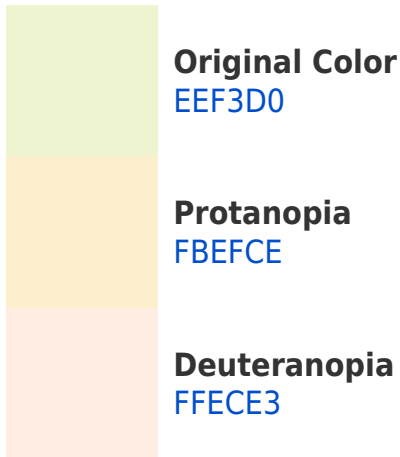 Original Color
EEF3D0
Protanopia
FBEFCE
Deuteranopia
FFECE3